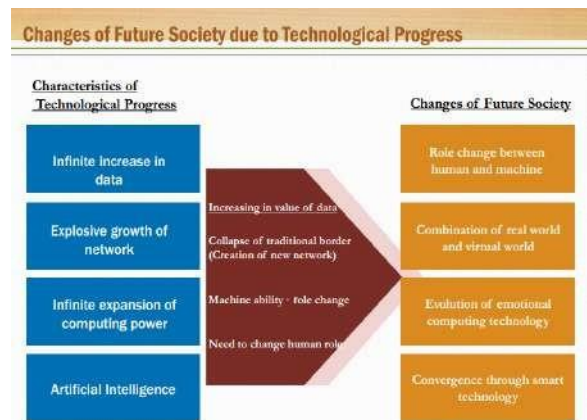 Changes of Future Society due to Technological Progress
Characteristics of
Technological Progress
Infinite increase in
data
Explosive growth of
network
Infinite expansion of
computing power
Artificial Intelligence
Increasing in value of data
Collapse of traditional border
(Creation of new network)
Machine ability - role change
Need to change human role
Changes of Future Society
Role change between
human and machine
Combination of real world
and virtual world
Evolution of emotional
computing technology
Convergence through smart
technology